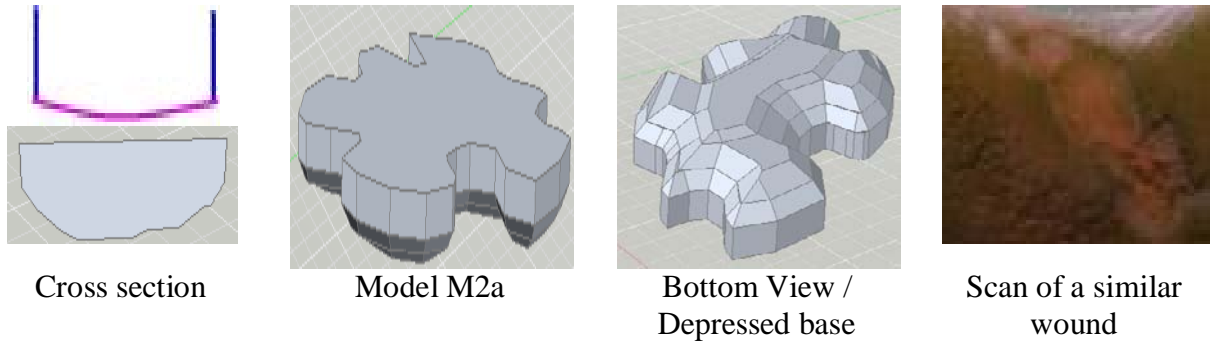 Cross section
Model M2a
Bottom View /
Depressed base
Scan of a similar
wound